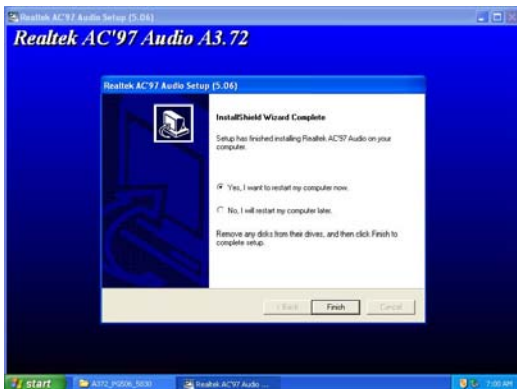 Realtek AC'97 Audio Setup (5.06)
Realtek AC'97 Audio A3.72
Realtek AC'97 Audio Setup (5.06)
InstallShield Wizard Complete
Setup has finished installing Realtek AC'97 Audio on your
computer.
Yes, I want to restart my computer now.
No, I will restart my computer later.
Remove any disks from their drives, and then click Finish to
complete setup.
< Back Finish Cancel
start Realtek AC'97 Audio ... 7:00 AM